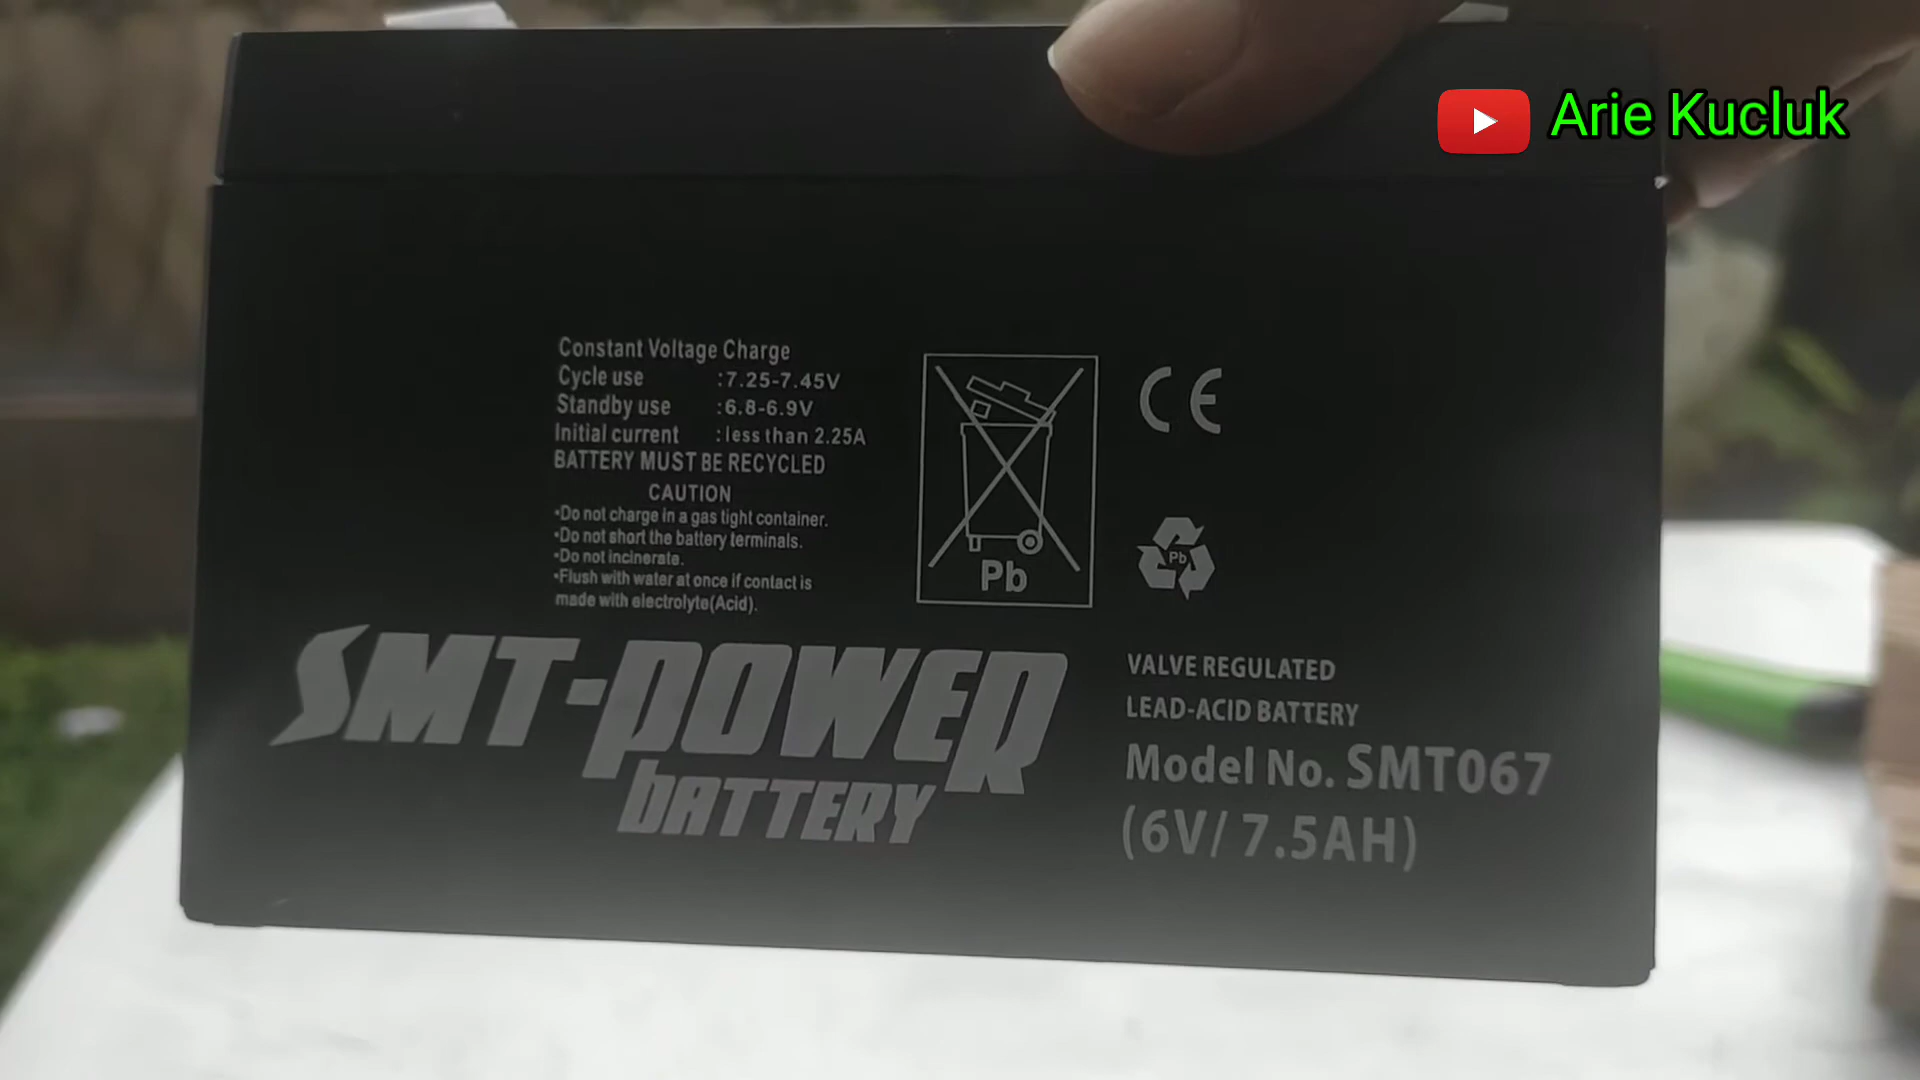 Arie Kucluk
Constant Voltage Charge
Cycle use :7.25-7.45V
Standby use :6.8-6.9V
Initial current :less than 2.25A
BATTERY MUST BE RECYCLED
CAUTION
•Do not charge in a gas tight container.
•Do not short the battery terminals.
•Do not incinerate.
•Flush with water at once if contact is
made with electrolyte(Acid).
Pb
CE
Pb
SMT-POWER
BATTERY
VALVE REGULATED
LEAD-ACID BATTERY
Model No. SMT067
(6V/ 7.5AH)